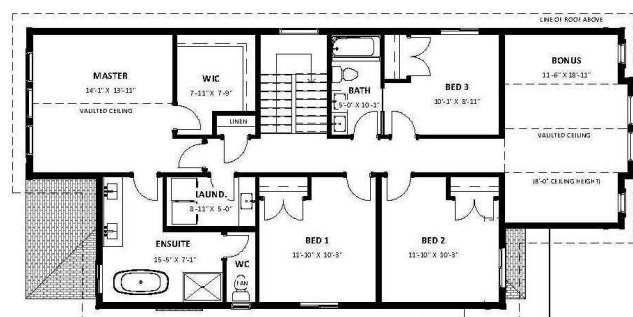 LINE OF ROOF ABOVE
MASTER
14'-1" X 13'-11"
VAULTED CEILING
WIC
7'-11" X 7'-9"
LINEN
BATH
5'-0" X 10'-1"
BED 3
10'-1" X 8'-11"
BONUS
11'-6" X 18'-11"
VAULTED CEILING
(8'-0" CEILING HEIGHT)
LAUND.
8'-11" X 5'-0"
ENSUITE
15'-5" X 7'-1"
WC
FAN
BED 1
11'-10" X 10'-3"
BED 2
11'-10" X 10'-3"